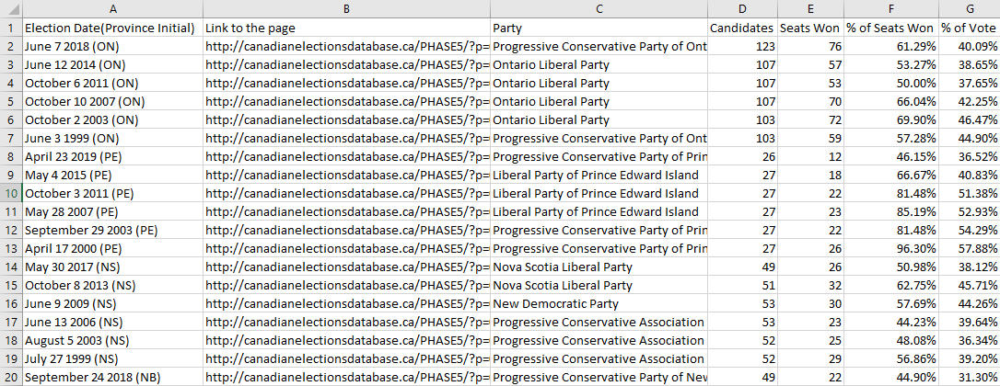 A B C D E F G
1 Election Date(Province Initial) Link to the page Party Candidates Seats Won % of Seats Won % of Vote
2 June 7 2018 (ON) http://canadianelectionsdatabase.ca/PHASE5/?p= Progressive Conservative Party of Ont 123 76 61.29% 40.09%
3 June 12 2014 (ON) http://canadianelectionsdatabase.ca/PHASE5/?p= Ontario Liberal Party 107 57 53.27% 38.65%
4 October 6 2011 (ON) http://canadianelectionsdatabase.ca/PHASE5/?p= Ontario Liberal Party 107 53 50.00% 37.65%
5 October 10 2007 (ON) http://canadianelectionsdatabase.ca/PHASE5/?p= Ontario Liberal Party 107 70 66.04% 42.25%
6 October 2 2003 (ON) http://canadianelectionsdatabase.ca/PHASE5/?p= Ontario Liberal Party 103 72 69.90% 46.47%
7 June 3 1999 (ON) http://canadianelectionsdatabase.ca/PHASE5/?p= Progressive Conservative Party of Ont 103 59 57.28% 44.90%
8 April 23 2019 (PE) http://canadianelectionsdatabase.ca/PHASE5/?p= Progressive Conservative Party of Prin 26 12 46.15% 36.52%
9 May 4 2015 (PE) http://canadianelectionsdatabase.ca/PHASE5/?p= Liberal Party of Prince Edward Island 27 18 66.67% 40.83%
10 October 3 2011 (PE) http://canadianelectionsdatabase.ca/PHASE5/?p= Liberal Party of Prince Edward Island 27 22 81.48% 51.38%
11 May 28 2007 (PE) http://canadianelectionsdatabase.ca/PHASE5/?p= Liberal Party of Prince Edward Island 27 23 85.19% 52.93%
12 September 29 2003 (PE) http://canadianelectionsdatabase.ca/PHASE5/?p= Progressive Conservative Party of Prin 27 22 81.48% 54.29%
13 April 17 2000 (PE) http://canadianelectionsdatabase.ca/PHASE5/?p= Progressive Conservative Party of Prin 27 26 96.30% 57.88%
14 May 30 2017 (NS) http://canadianelectionsdatabase.ca/PHASE5/?p= Nova Scotia Liberal Party 49 26 50.98% 38.12%
15 October 8 2013 (NS) http://canadianelectionsdatabase.ca/PHASE5/?p= Nova Scotia Liberal Party 51 32 62.75% 45.71%
16 June 9 2009 (NS) http://canadianelectionsdatabase.ca/PHASE5/?p= New Democratic Party 53 30 57.69% 44.26%
17 June 13 2006 (NS) http://canadianelectionsdatabase.ca/PHASE5/?p= Progressive Conservative Association 53 23 44.23% 39.64%
18 August 5 2003 (NS) http://canadianelectionsdatabase.ca/PHASE5/?p= Progressive Conservative Association 52 25 48.08% 36.34%
19 July 27 1999 (NS) http://canadianelectionsdatabase.ca/PHASE5/?p= Progressive Conservative Association 52 29 56.86% 39.20%
20 September 24 2018 (NB) http://canadianelectionsdatabase.ca/PHASE5/?p= Progressive Conservative Party of New 49 22 44.90% 31.30%